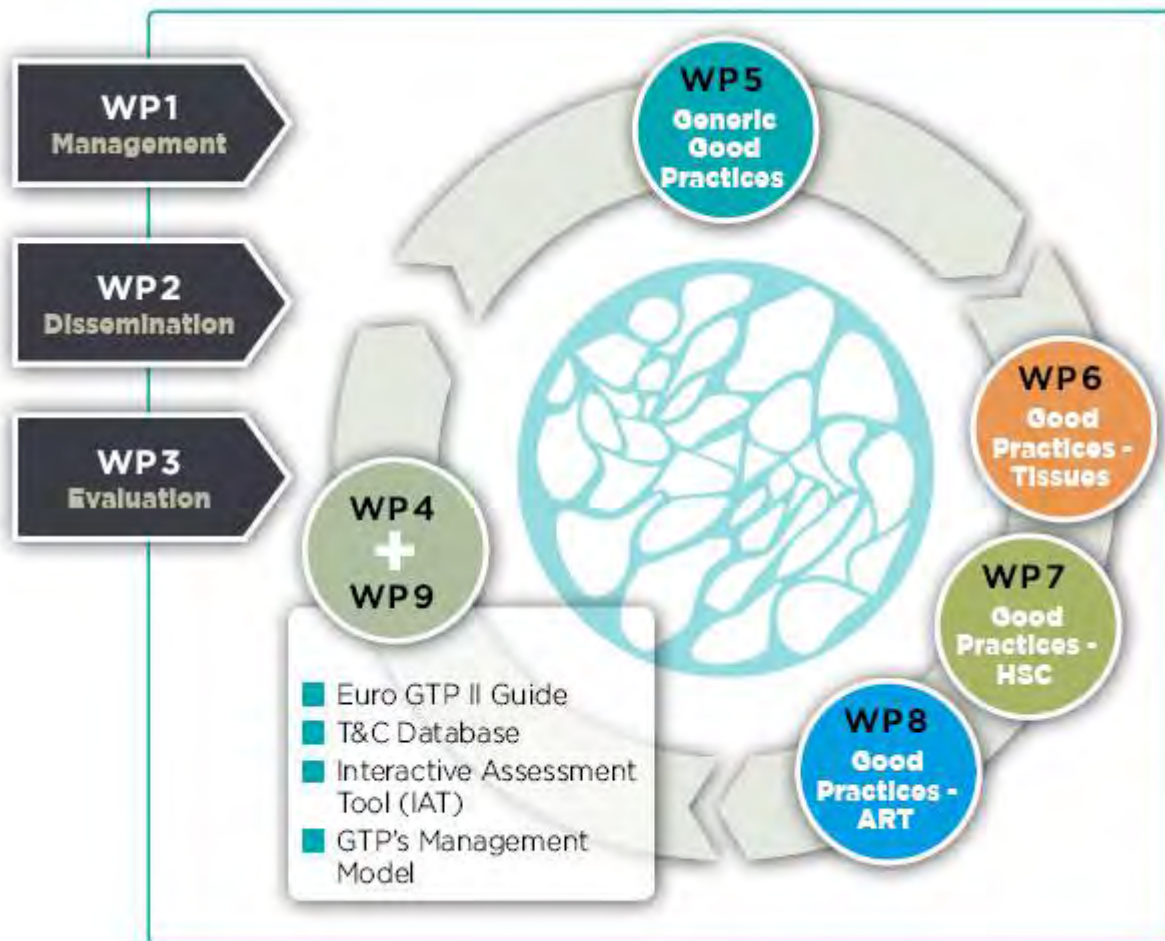 WP1
Management
WP2
Dissemination
WP3
Evaluation
WP5
Generic
Good
Practices
WP6
Good
Practices -
Tissues
WP7
Good
Practices -
HSC
WP8
Good
Practices -
ART
WP4
+
WP9
Euro GTP II Guide
T&C Database
Interactive Assessment
Tool (IAT)
GTP's Management
Model